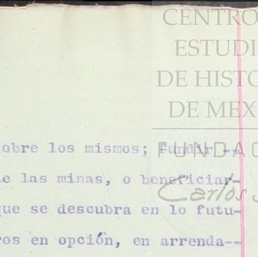 CENTRO
ESTUDI
DE HISTO
DE MEX
obre los mismos; fundir --
FUNDAC
e las minas, o beneficiar-
Carlos S
que se descubra en lo futu-
ros en opción, en arrenda--